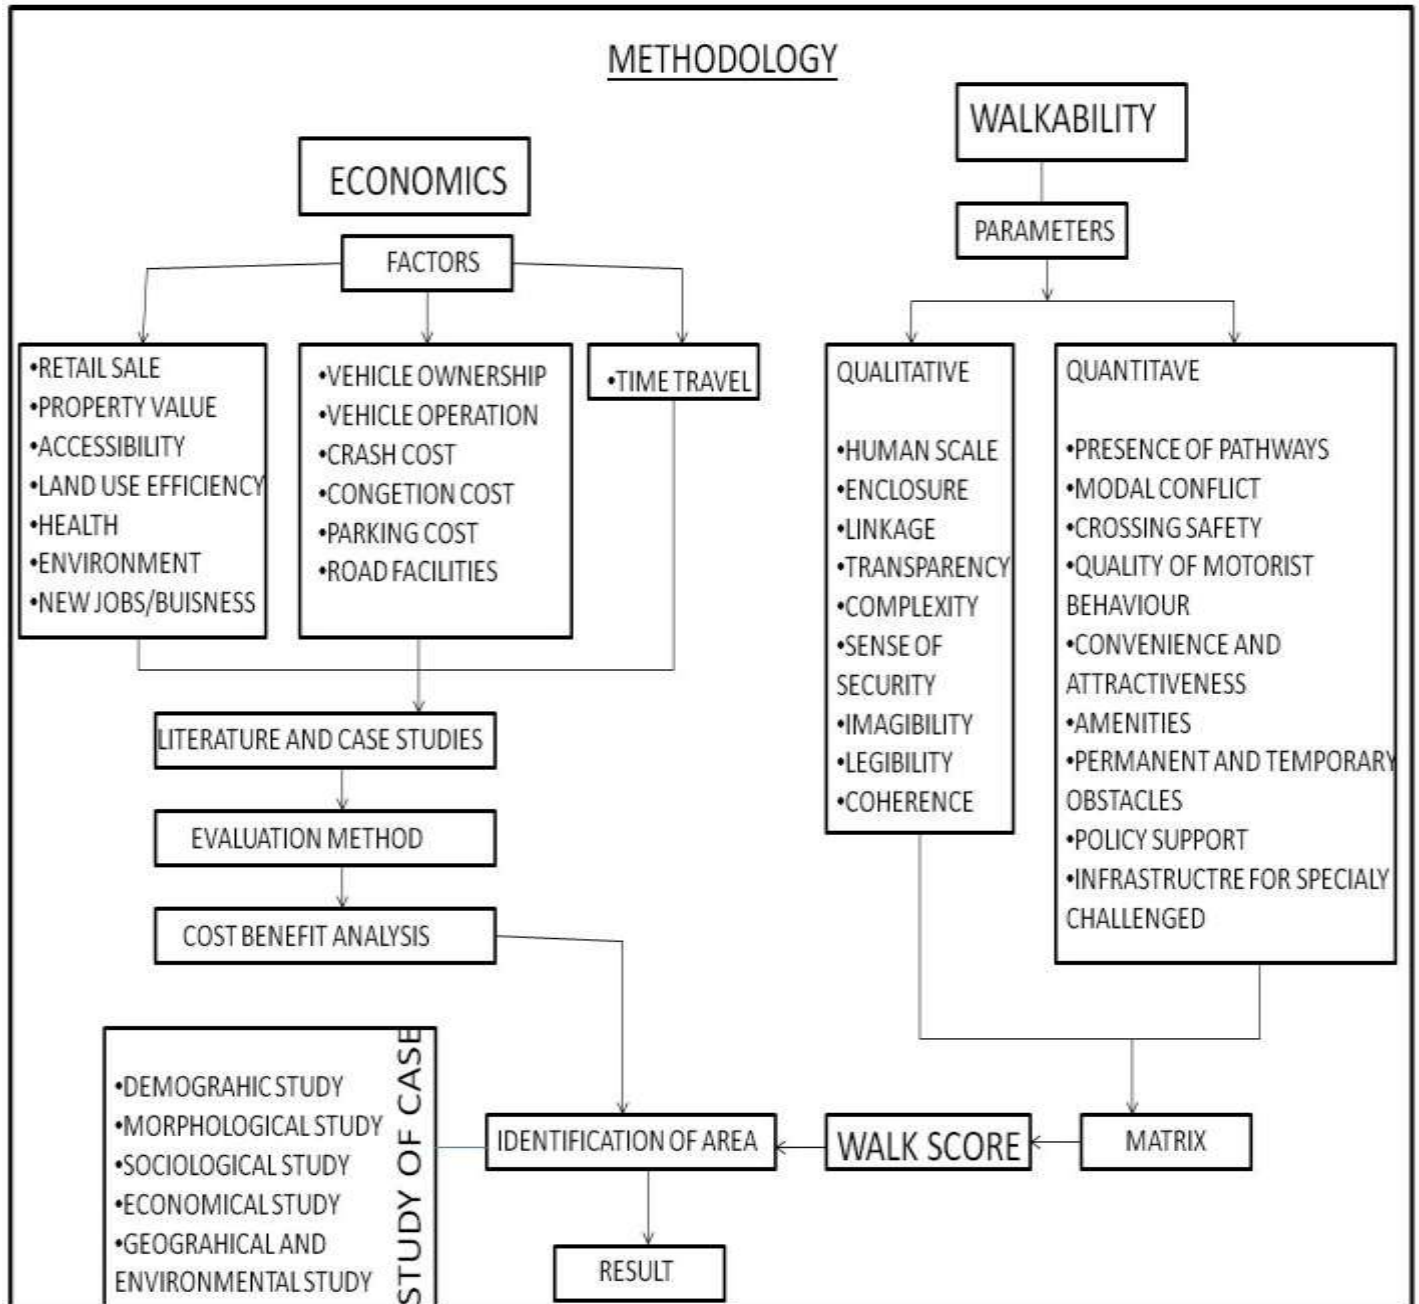 METHODOLOGY
ECONOMICS
FACTORS
•RETAIL SALE
•PROPERTY VALUE
•ACCESSIBILITY
•LAND USE EFFICIENCY
•HEALTH
•ENVIRONMENT
•NEW JOBS/BUISNESS
•VEHICLE OWNERSHIP
•VEHICLE OPERATION
•CRASH COST
•CONGETION COST
•PARKING COST
•ROAD FACILITIES
•TIME TRAVEL
LITERATURE AND CASE STUDIES
EVALUATION METHOD
COST BENEFIT ANALYSIS
WALKABILITY
PARAMETERS
QUALITATIVE
•HUMAN SCALE
•ENCLOSURE
•LINKAGE
•TRANSPARENCY
•COMPLEXITY
•SENSE OF
SECURITY
•IMAGIBILITY
•LEGIBILITY
•COHERENCE
QUANTITAVE
•PRESENCE OF PATHWAYS
•MODAL CONFLICT
•CROSSING SAFETY
•QUALITY OF MOTORIST
BEHAVIOUR
•CONVENIENCE AND
ATTRACTIVENESS
•AMENITIES
•PERMANENT AND TEMPORARY
OBSTACLES
•POLICY SUPPORT
•INFRASTRUCTRE FOR SPECIALY
CHALLENGED
MATRIX
WALK SCORE
IDENTIFICATION OF AREA
STUDY OF CASE
•DEMOGRAHIC STUDY
•MORPHOLOGICAL STUDY
•SOCIOLOGICAL STUDY
•ECONOMICAL STUDY
•GEOGRAHICAL AND
ENVIRONMENTAL STUDY
RESULT